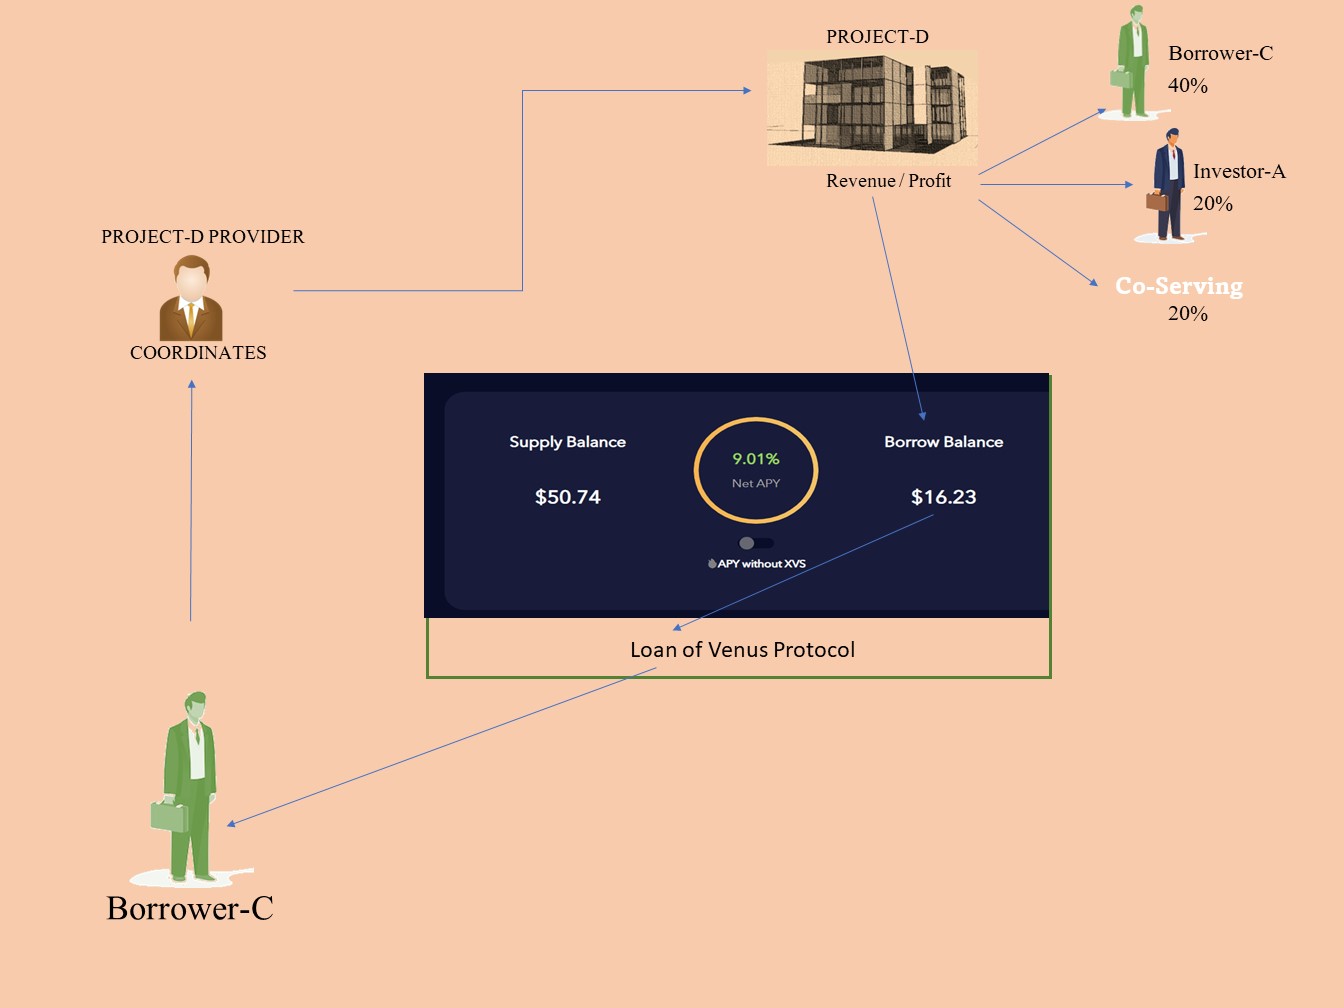 PROJECT-D
Borrower-C
40%
Investor-A
20%
Revenue / Profit
PROJECT-D PROVIDER
COORDINATES
Co-Serving
20%
Supply Balance
$50.74
9.01%
Net APY
Borrow Balance
$16.23
APY without XVS
Loan of Venus Protocol
Borrower-C